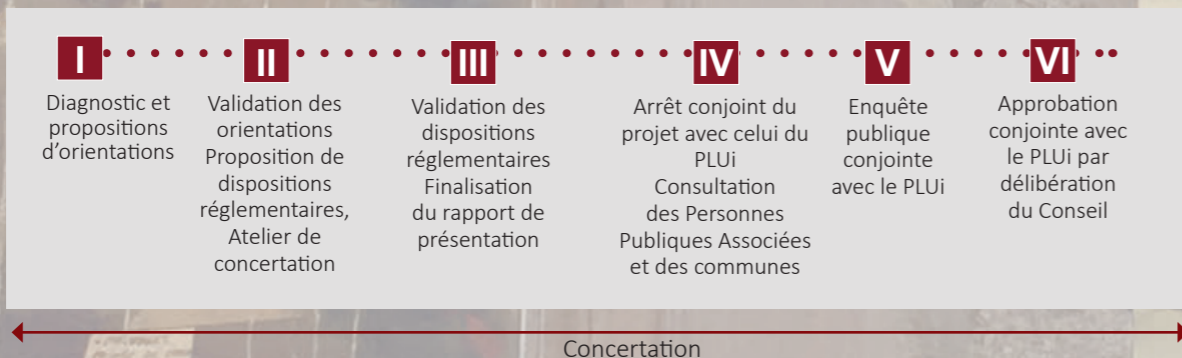 I
Diagnostic et
propositions
d’orientations
II
Validation des
orientations
Proposition de
dispositions
réglementaires,
Atelier de
concertation
III
Validation des
dispositions
réglementaires
Finalisation
du rapport de
présentation
IV
Arrêt conjoint du
projet avec celui du
PLUi
Consultation
des Personnes
Publiques Associées
et des communes
V
Enquête
publique
conjointe
avec le PLUi
VI
Approbation
conjointe avec
le PLUi par
délibération
du Conseil
Concertation